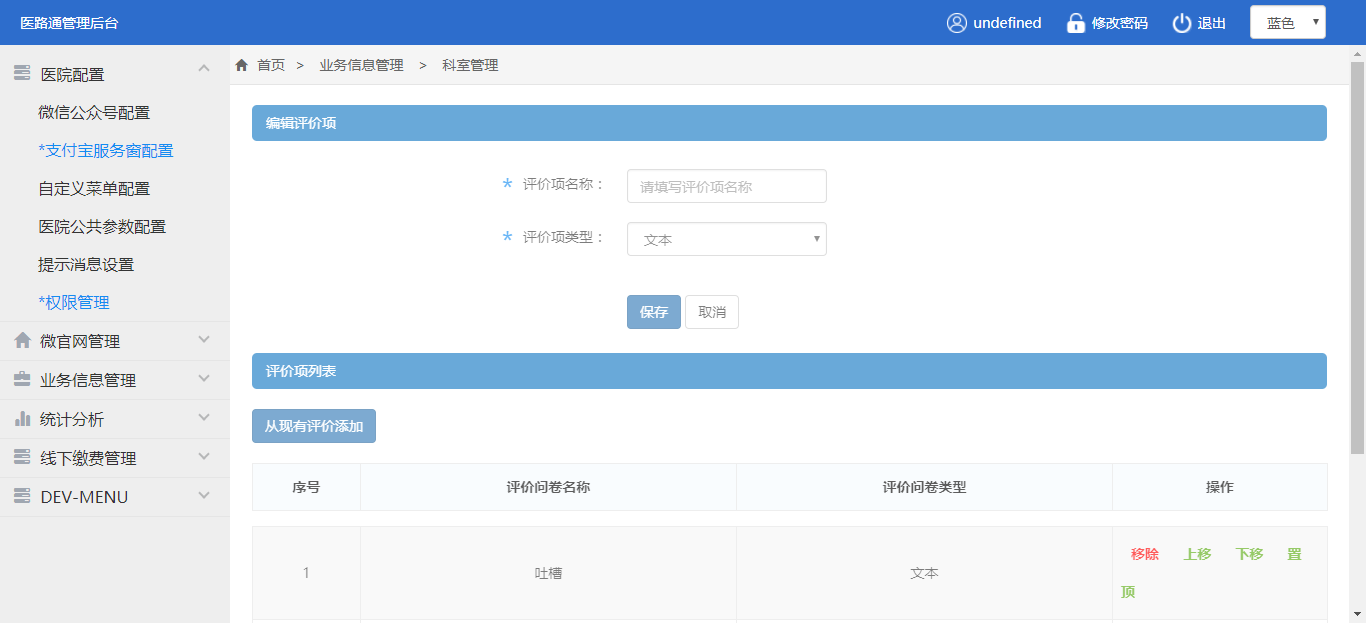 医路通管理后台
undefined 修改密码 退出 蓝色
医院配置
微信公众号配置
*支付宝服务窗配置
自定义菜单配置
医院公共参数配置
提示消息设置
*权限管理
微官网管理
业务信息管理
统计分析
线下缴费管理
DEV-MENU
首页 > 业务信息管理 > 科室管理
编辑评价项
* 评价项名称： 请填写评价项名称
* 评价项类型： 文本
保存 取消
评价项列表
从现有评价添加
序号 评价问卷名称 评价问卷类型 操作
1 吐槽 文本 移除 上移 下移 置
顶